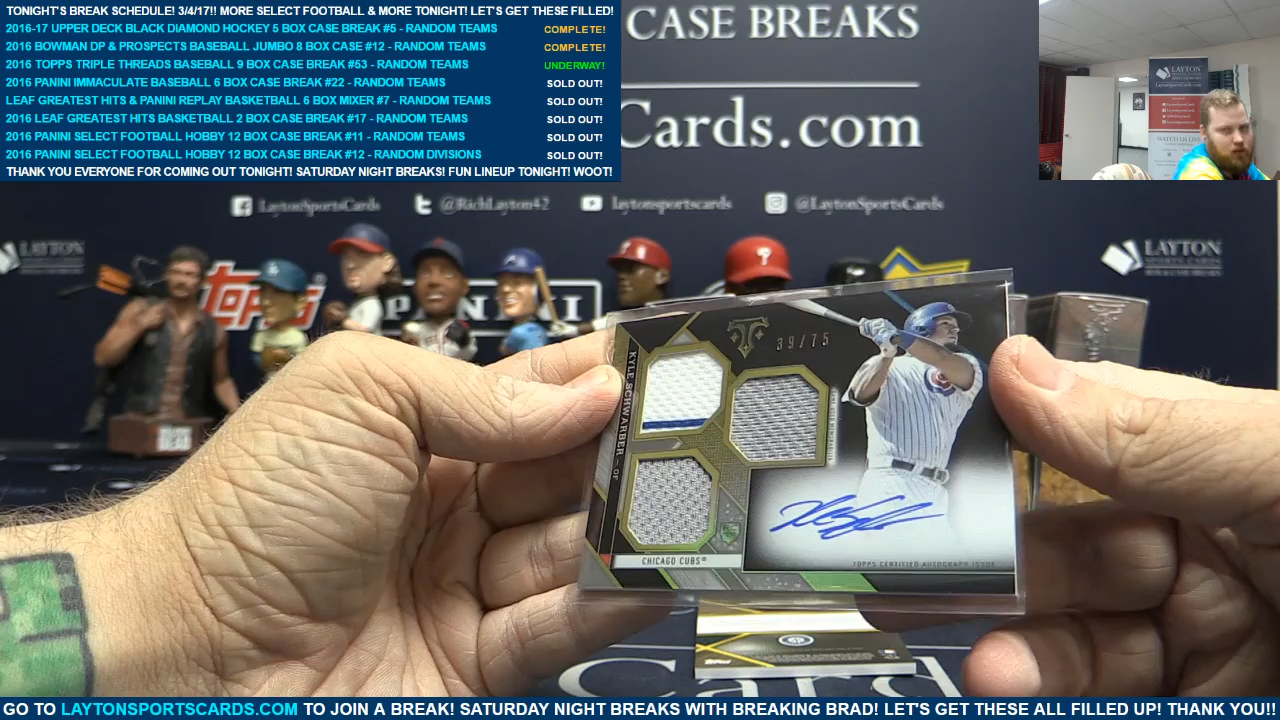 TONIGHT'S BREAK SCHEDULE! 3/4/17!! MORE SELECT FOOTBALL & MORE TONIGHT! LET'S GET THESE FILLED!
2016-17 UPPER DECK BLACK DIAMOND HOCKEY 5 BOX CASE BREAK #5 - RANDOM TEAMS COMPLETE!
2016 BOWMAN DP & PROSPECTS BASEBALL JUMBO 8 BOX CASE #12 - RANDOM TEAMS COMPLETE!
2016 TOPPS TRIPLE THREADS BASEBALL 9 BOX CASE BREAK #53 - RANDOM TEAMS UNDERWAY!
2016 PANINI IMMACULATE BASEBALL 6 BOX CASE BREAK #22 - RANDOM TEAMS SOLD OUT!
LEAF GREATEST HITS & PANINI REPLAY BASKETBALL 6 BOX MIXER #7 - RANDOM TEAMS SOLD OUT!
2016 LEAF GREATEST HITS BASKETBALL 2 BOX CASE BREAK #17 - RANDOM TEAMS SOLD OUT!
2016 PANINI SELECT FOOTBALL HOBBY 12 BOX CASE BREAK #11 - RANDOM TEAMS SOLD OUT!
2016 PANINI SELECT FOOTBALL HOBBY 12 BOX CASE BREAK #12 - RANDOM DIVISIONS SOLD OUT!
THANK YOU EVERYONE FOR COMING OUT TONIGHT! SATURDAY NIGHT BREAKS! FUN LINEUP TONIGHT! WOOT!
CASE BREAKS
Cards.com
LAYTON
LaytonSportsCards @RichLayton42 laytonsportscards @LaytonSportsCards
LAYTON
LAYTON
SPORTS CARDS
topps
PANINI
39/75
KYLE SCHWARBER - OF
CHICAGO CUBS®
TOPPS CERTIFIED AUTOGRAPH ISSUE
Card
GO TO LAYTONSPORTSCARDS.COM TO JOIN A BREAK! SATURDAY NIGHT BREAKS WITH BREAKING BRAD! LET'S GET THESE ALL FILLED UP! THANK YOU!!